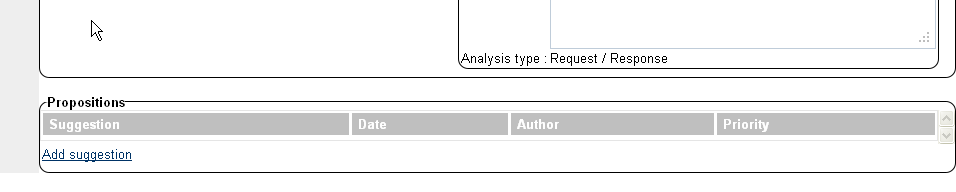 Analysis type : Request / Response
Propositions
Suggestion Date Author Priority
Add suggestion